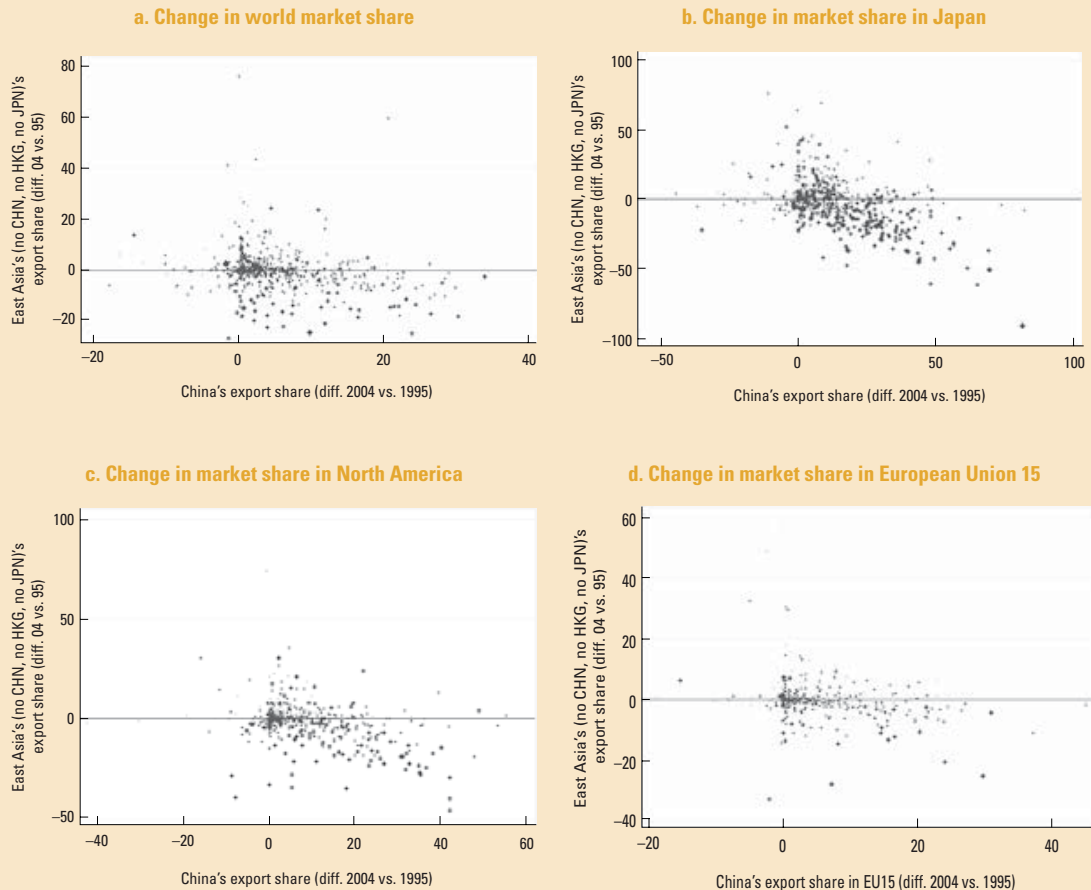 a. Change in world market share
East Asia's (no CHN, no HKG, no JPN)'s
export share (diff. 04 vs. 95)
80
60
40
20
0
–20
–20
0
20
40
China's export share (diff. 2004 vs. 1995)
b. Change in market share in Japan
East Asia's (no CHN, no HKG, no JPN)'s
export share (diff. 04 vs. 95)
100
50
0
–50
–100
–50
0
50
100
China's export share (diff. 2004 vs. 1995)
c. Change in market share in North America
East Asia's (no CHN, no HKG, no JPN)'s
export share (diff. 04 vs. 95)
100
50
0
–50
–40
–20
0
20
40
60
China's export share (diff. 2004 vs. 1995)
d. Change in market share in European Union 15
East Asia's (no CHN, no HKG, no JPN)'s
export share (diff. 04 vs. 95)
60
40
20
0
–20
–40
–20
0
20
40
China's export share in EU15 (diff. 2004 vs. 1995)